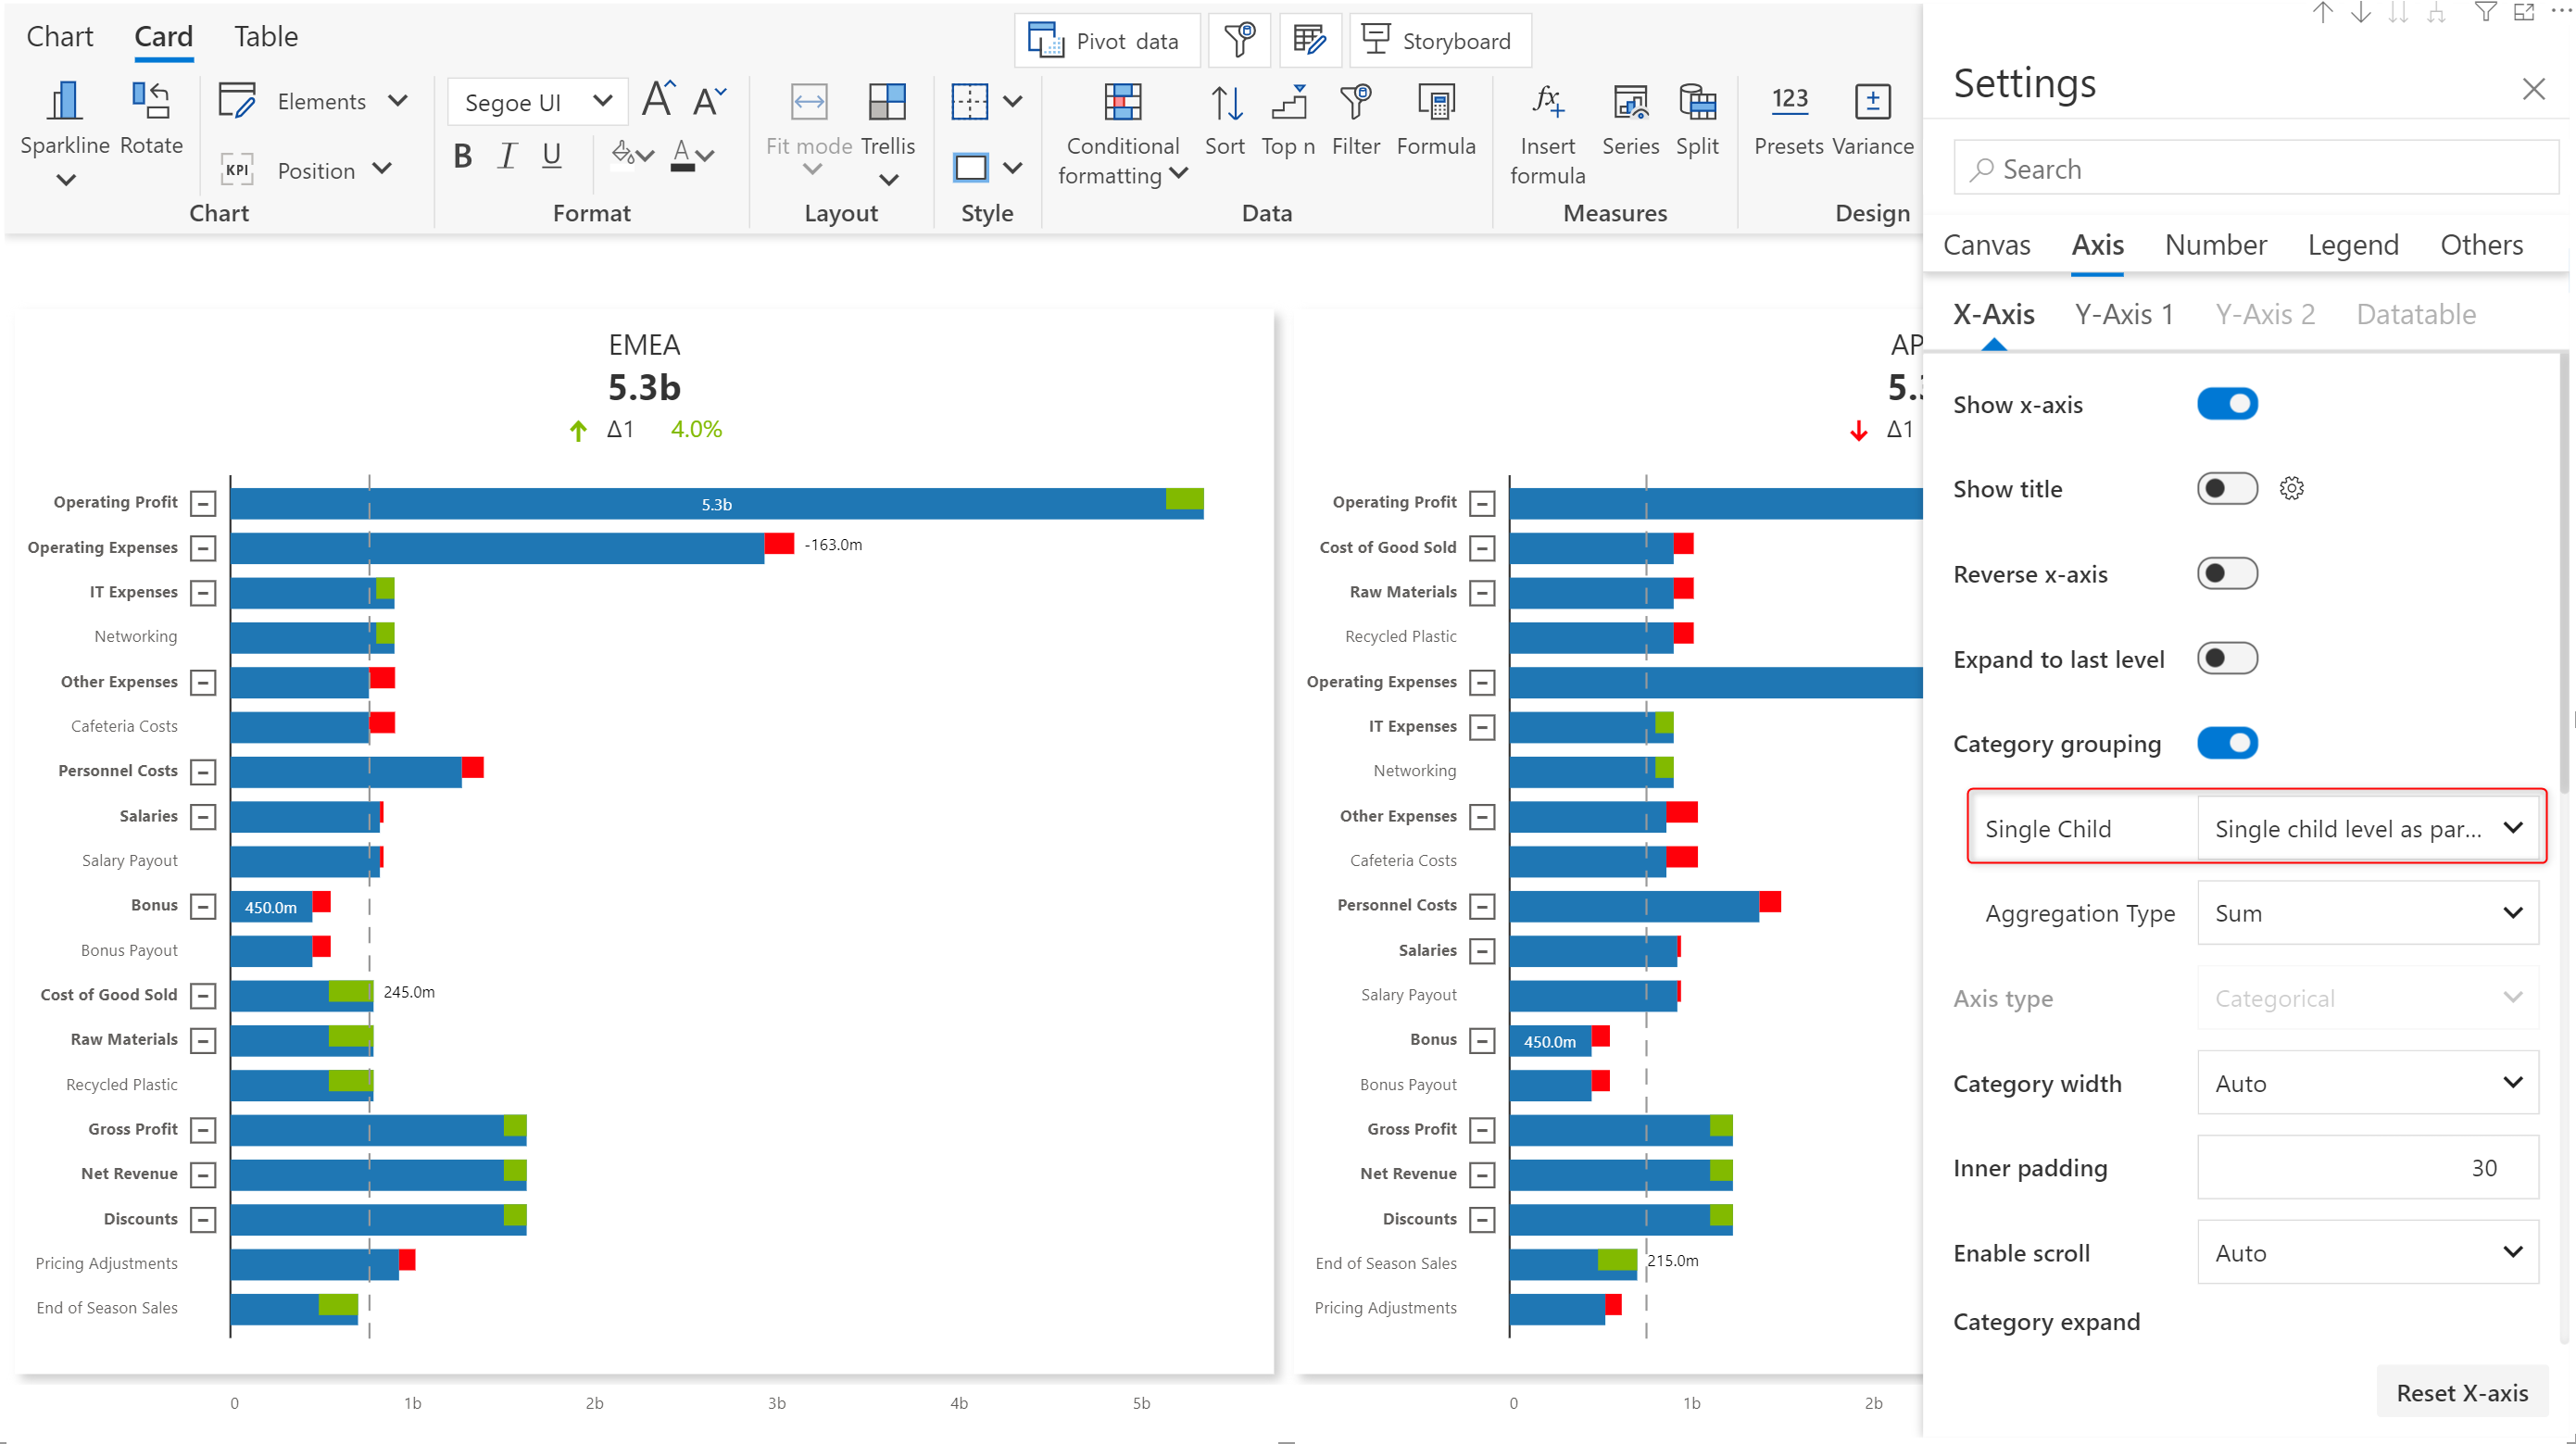 Chart Card Table
Pivot data Storyboard
Sparkline Rotate Elements
KPI Position
Chart
Segoe UI A A
B I U A
Format
Fit mode Trellis
Layout
Style
Conditional formatting Sort Top n Filter Formula
Data
fx Insert formula Series Split
Measures
123 Presets Variance
Design
EMEA
5.3b
Δ1 4.0%
Operating Profit 5.3b
Operating Expenses -163.0m
IT Expenses
Networking
Other Expenses
Cafeteria Costs
Personnel Costs
Salaries
Salary Payout
Bonus 450.0m
Bonus Payout
Cost of Good Sold 245.0m
Raw Materials
Recycled Plastic
Gross Profit
Net Revenue
Discounts
Pricing Adjustments
End of Season Sales
0 1b 2b 3b 4b 5b
AP
5.
Δ1
Operating Profit
Cost of Good Sold
Raw Materials
Recycled Plastic
Operating Expenses
IT Expenses
Networking
Other Expenses
Cafeteria Costs
Personnel Costs
Salaries
Salary Payout
Bonus 450.0m
Bonus Payout
Gross Profit
Net Revenue
Discounts
End of Season Sales 215.0m
Pricing Adjustments
0 1b 2b
Settings
Search
Canvas Axis Number Legend Others
X-Axis Y-Axis 1 Y-Axis 2 Datatable
Show x-axis
Show title
Reverse x-axis
Expand to last level
Category grouping
Single Child Single child level as par...
Aggregation Type Sum
Axis type Categorical
Category width Auto
Inner padding 30
Enable scroll Auto
Category expand
Reset X-axis